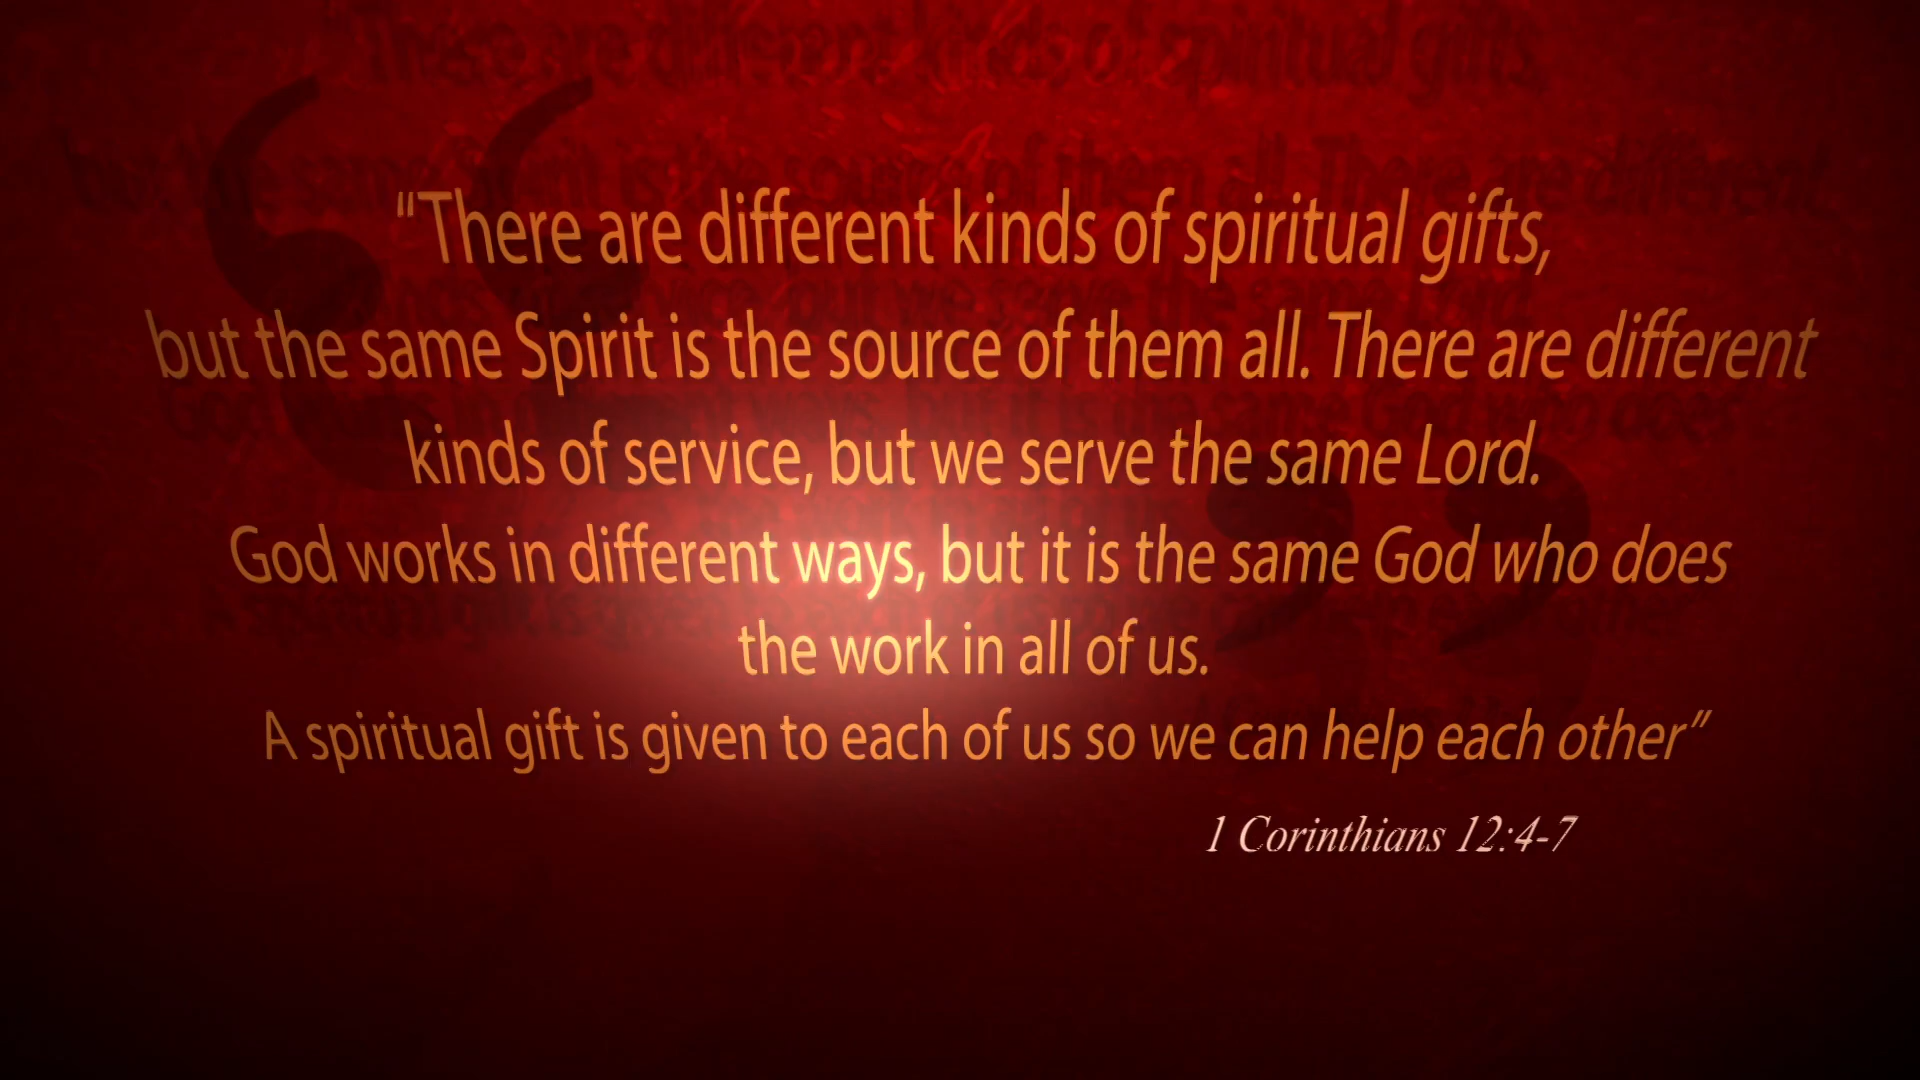 “There are different kinds of spiritual gifts,
but the same Spirit is the source of them all. There are different
kinds of service, but we serve the same Lord.
God works in different ways, but it is the same God who does
the work in all of us.
A spiritual gift is given to each of us so we can help each other”
1 Corinthians 12:4-7